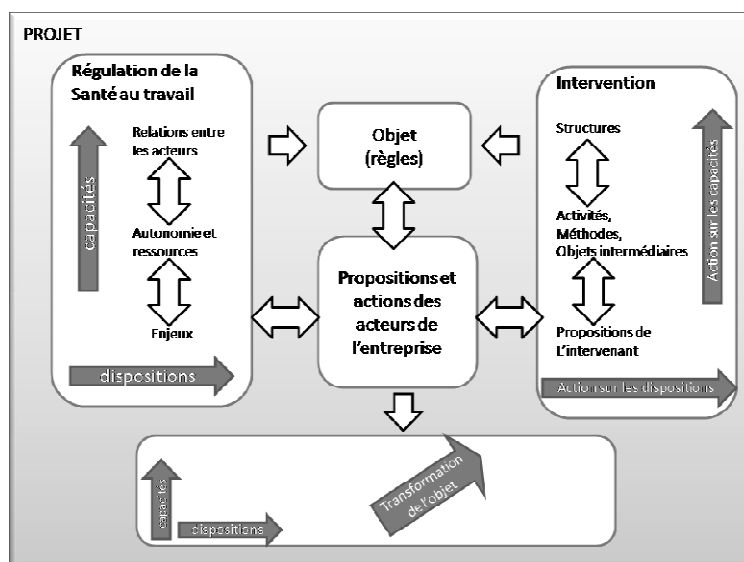 PROJET
Régulation de la
Santé au travail
Relations entre
les acteurs
Autonomie et
ressources
Enjeux
capacités
dispositions
Objet
(règles)
Propositions et
actions des
acteurs de
l'entreprise
Intervention
Structures
Activités,
Méthodes,
Objets intermédiaires
Propositions de
L'intervenant
Action sur les capacités
Action sur les dispositions
capacités
dispositions
Transformation
de l'objet